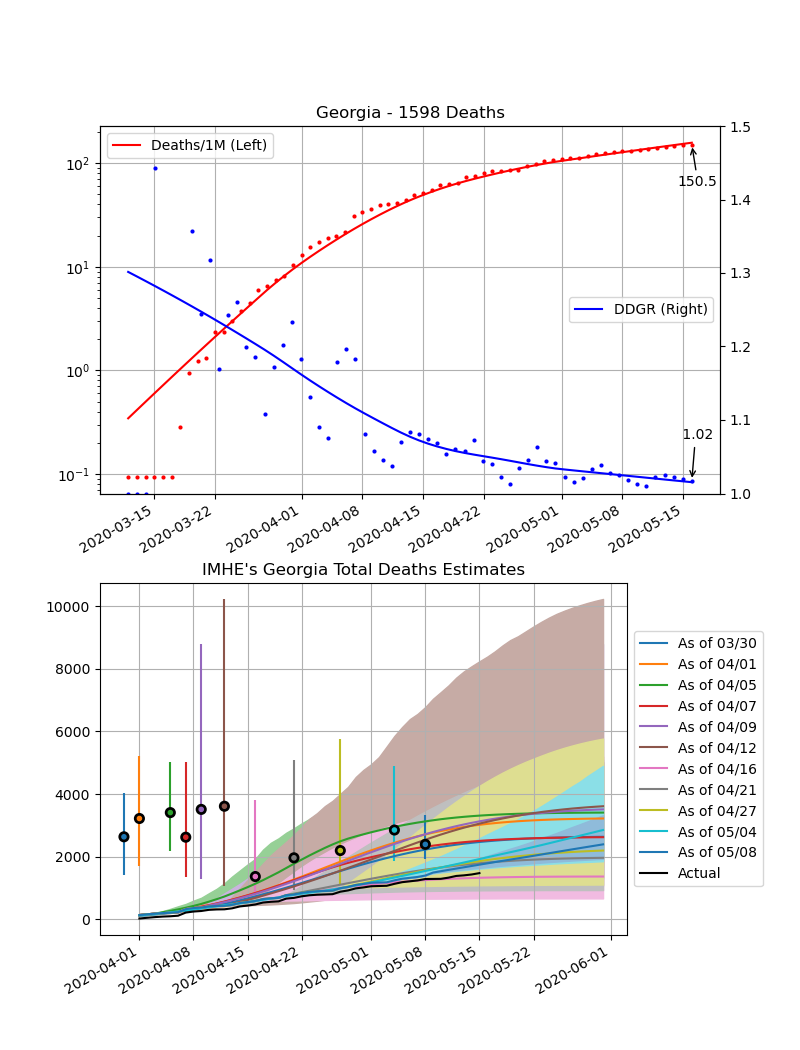 Georgia - 1598 Deaths
Deaths/1M (Left)
DDGR (Right)
150.5
1.02
10²
10¹
10⁰
10⁻¹
1.5
1.4
1.3
1.2
1.1
1.0
2020-03-15
2020-03-22
2020-04-01
2020-04-08
2020-04-15
2020-04-22
2020-05-01
2020-05-08
2020-05-15
IMHE's Georgia Total Deaths Estimates
10000
8000
6000
4000
2000
0
2020-04-01
2020-04-08
2020-04-15
2020-04-22
2020-05-01
2020-05-08
2020-05-15
2020-05-22
2020-06-01
As of 03/30
As of 04/01
As of 04/05
As of 04/07
As of 04/09
As of 04/12
As of 04/16
As of 04/21
As of 04/27
As of 05/04
As of 05/08
Actual